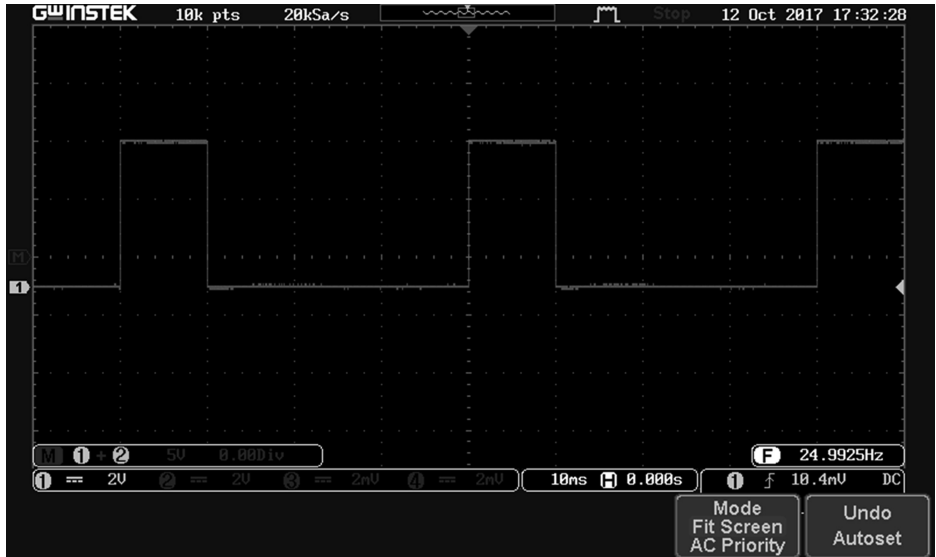 GWINSTEK 10k pts 20kSa/s Stop 12 Oct 2017 17:32:28
M
1
M 1 + 2 5V 0.00Div F 24.9925Hz
1 2V 2 2V 3 2mV 4 2mV 10ms H 0.000s 1 10.4mV DC
Mode
Fit Screen
AC Priority
Undo
Autoset